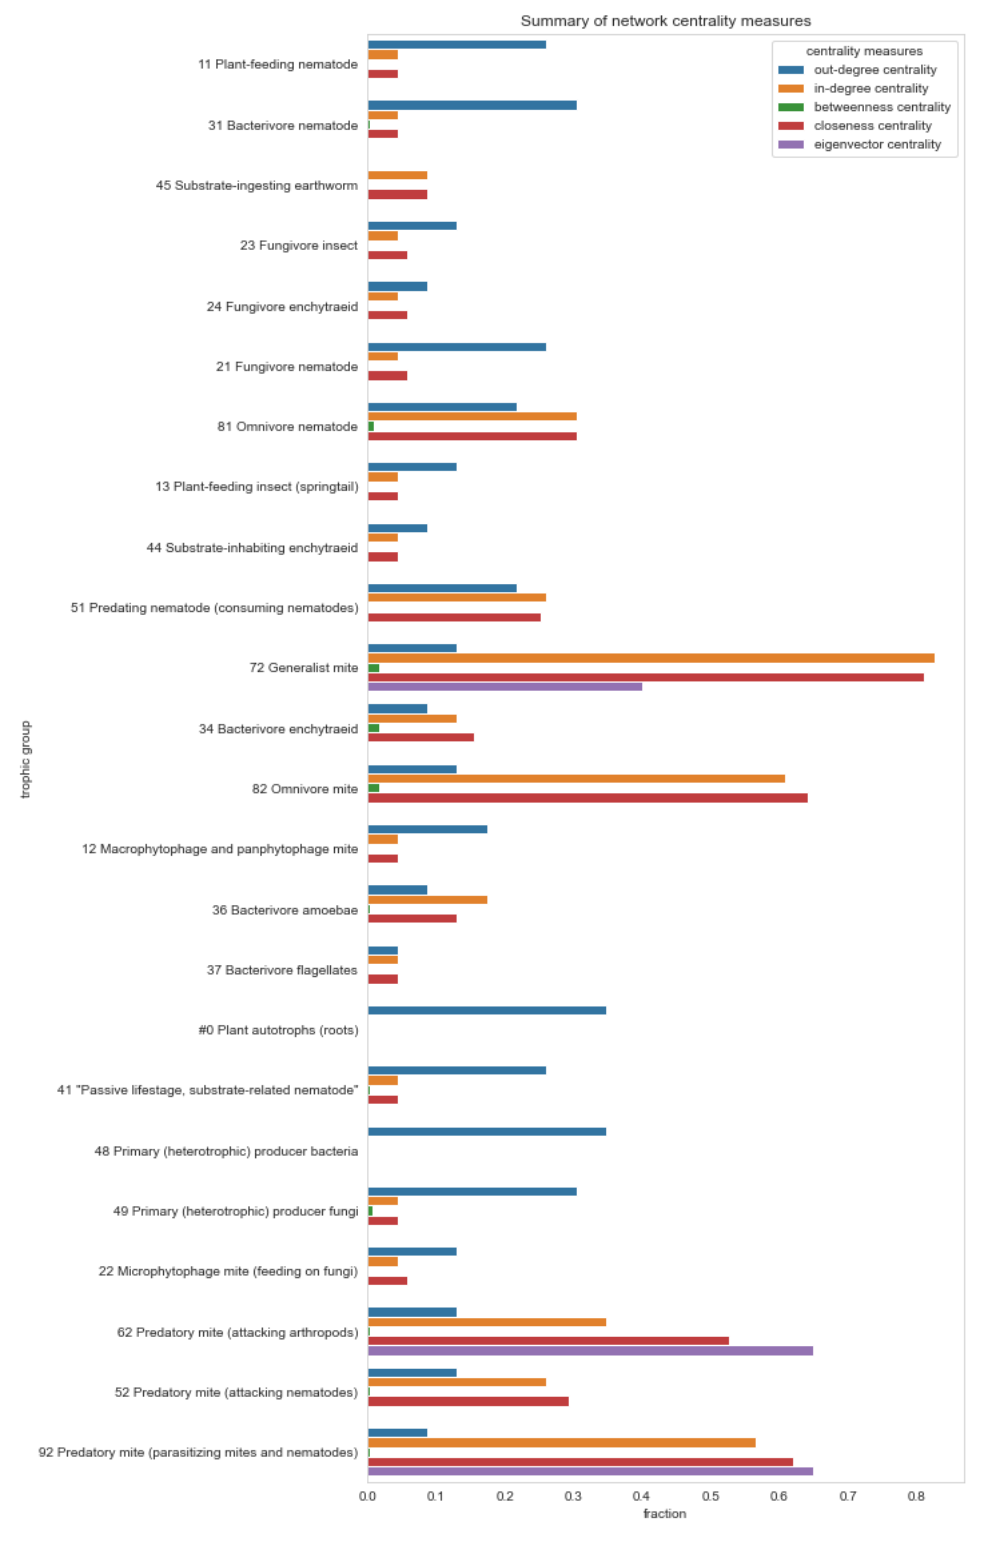 Summary of network centrality measures
centrality measures
out-degree centrality
in-degree centrality
betweenness centrality
closeness centrality
eigenvector centrality
trophic group
11 Plant-feeding nematode
31 Bacterivore nematode
45 Substrate-ingesting earthworm
23 Fungivore insect
24 Fungivore enchytraeid
21 Fungivore nematode
81 Omnivore nematode
13 Plant-feeding insect (springtail)
44 Substrate-inhabiting enchytraeid
51 Predating nematode (consuming nematodes)
72 Generalist mite
34 Bacterivore enchytraeid
82 Omnivore mite
12 Macrophytophage and panphytophage mite
36 Bacterivore amoebae
37 Bacterivore flagellates
#0 Plant autotrophs (roots)
41 "Passive lifestage, substrate-related nematode"
48 Primary (heterotrophic) producer bacteria
49 Primary (heterotrophic) producer fungi
22 Microphytophage mite (feeding on fungi)
62 Predatory mite (attacking arthropods)
52 Predatory mite (attacking nematodes)
92 Predatory mite (parasitizing mites and nematodes)
0.0 0.1 0.2 0.3 0.4 0.5 0.6 0.7 0.8
fraction